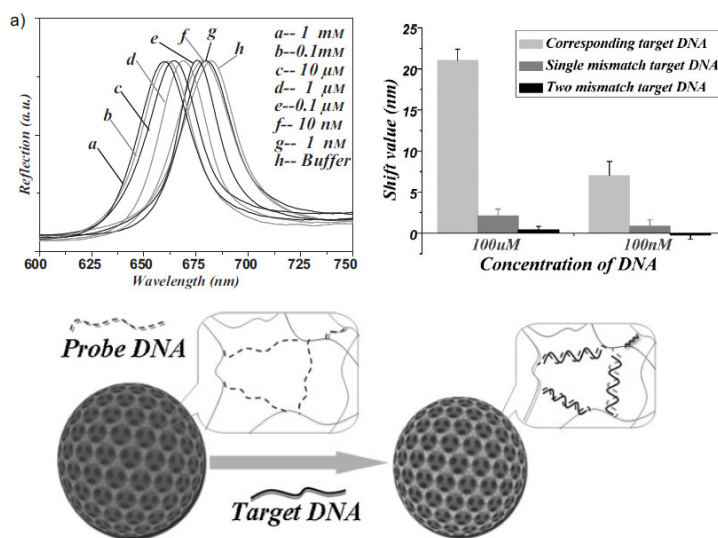 a)
a-- 1 mM
b-- 0.1mM
c-- 10 µM
d-- 1 µM
e-- 0.1 µM
f-- 10 nM
g-- 1 nM
h-- Buffer
e
f
g
h
d
c
b
a
Reflection (a.u.)
600 625 650 675 700 725 750
Wavelength (nm)
Corresponding target DNA
Single mismatch target DNA
Two mismatch target DNA
25
20
15
10
5
0
Shift value (nm)
100uM 100nM
Concentration of DNA
Probe DNA
Target DNA